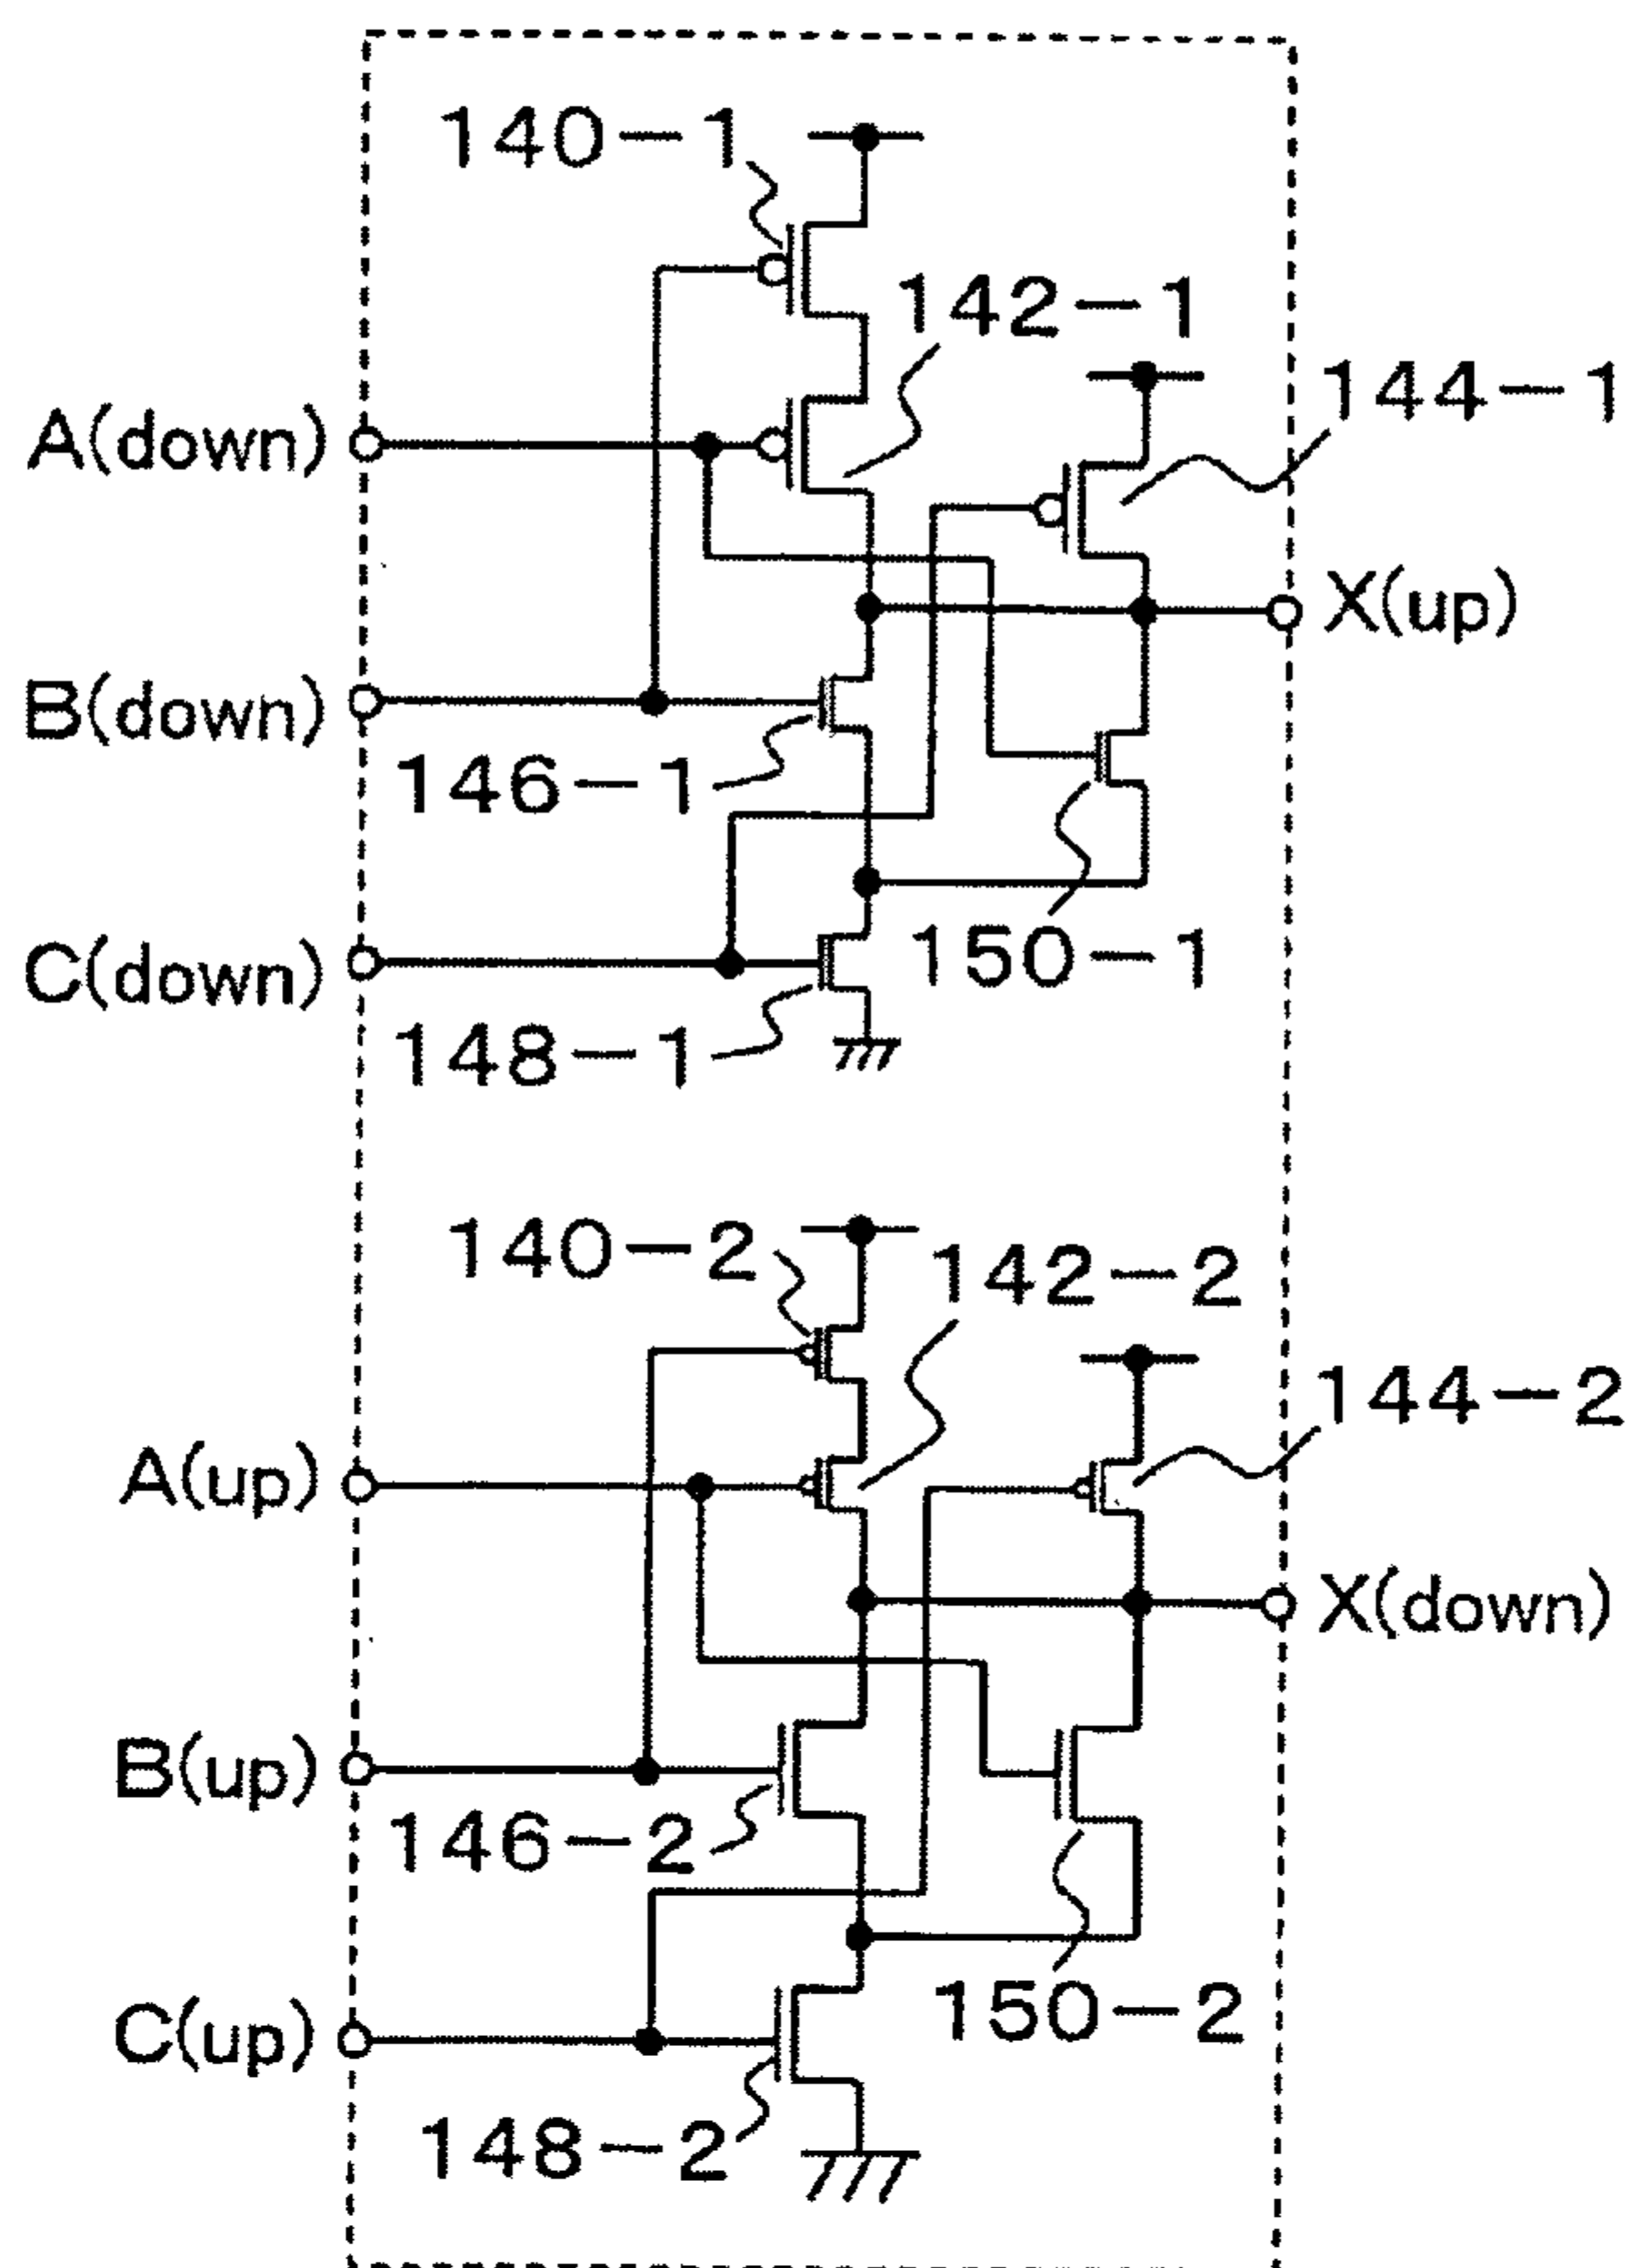 140-1
142-1
144-1
A(down)
X(up)
B(down)
146-1
150-1
C(down)
148-1
140-2
142-2
144-2
A(up)
X(down)
B(up)
146-2
150-2
C(up)
148-2